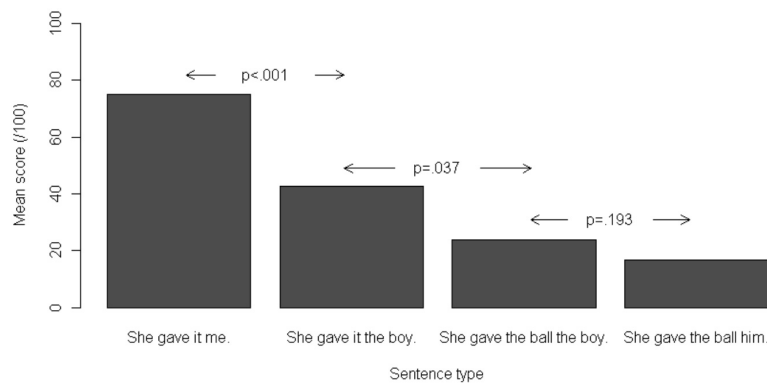 100
80
60
40
20
0
Mean score (/100)
p<.001
p=.037
p=.193
She gave it me.
She gave it the boy.
She gave the ball the boy.
She gave the ball him.
Sentence type